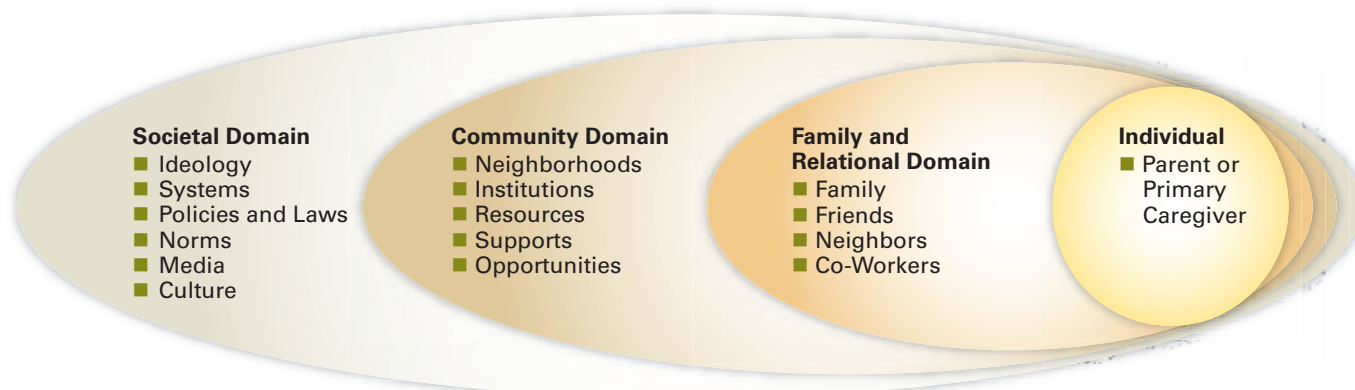 Societal Domain
Ideology
Systems
Policies and Laws
Norms
Media
Culture
Community Domain
Neighborhoods
Institutions
Resources
Supports
Opportunities
Family and
Relational Domain
Family
Friends
Neighbors
Co-Workers
Individual
Parent or
Primary
Caregiver